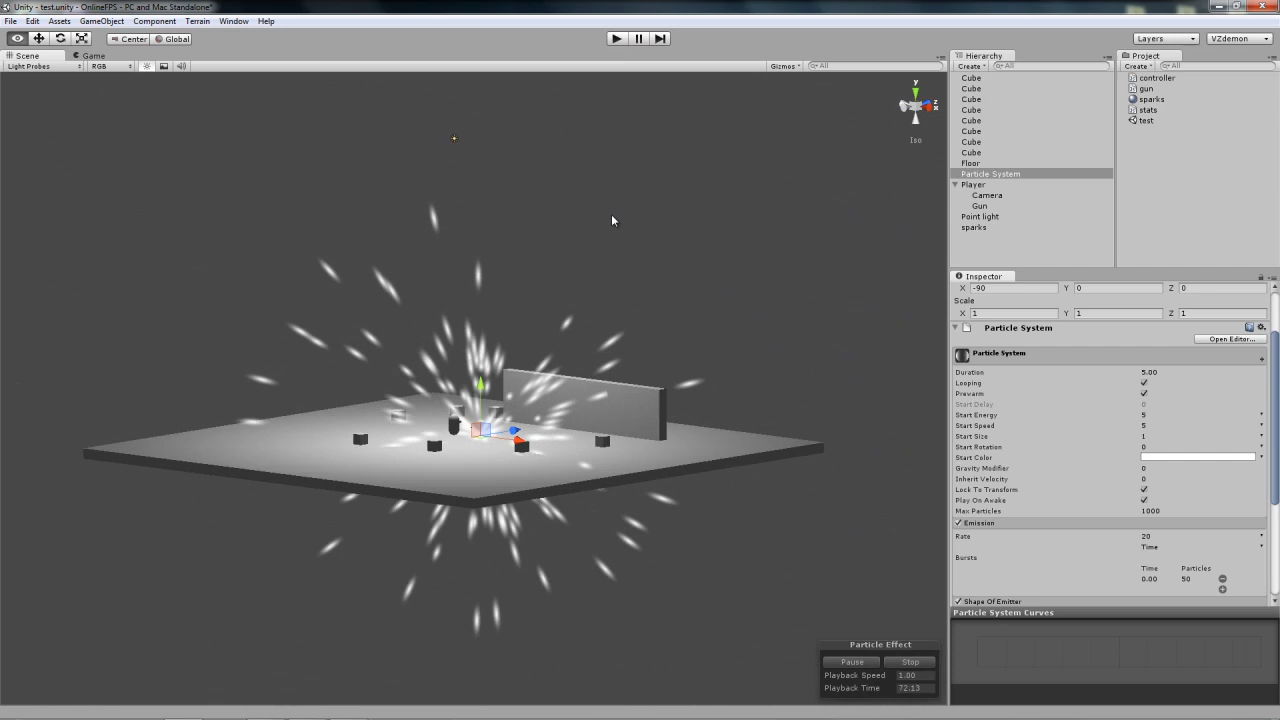 Unity - test.unity - OnlineFPS - PC and Mac Standalone*
File Edit Assets GameObject Component Terrain Window Help
Center Global
Layers VZdemon
Scene Game
Light Probes RGB Gizmos All
y
z
x
Iso
Hierarchy
Create All
Cube
Cube
Cube
Cube
Cube
Cube
Cube
Cube
Floor
Particle System
Player
Camera
Gun
Point light
sparks
Project
Create All
controller
gun
sparks
stats
test
Inspector
X -90 Y 0 Z 0
Scale
X 1 Y 1 Z 1
Particle System
Open Editor...
Particle System
Duration 5.00
Looping
Prewarm
Start Delay 0
Start Energy 5
Start Speed 5
Start Size 1
Start Rotation 0
Start Color
Gravity Modifier 0
Inherit Velocity 0
Lock To Transform
Play On Awake
Max Particles 1000
Emission
Rate 20
Time
Bursts
Time Particles
0.00 50
Shape Of Emitter
Particle System Curves
Particle Effect
Pause Stop
Playback Speed 1.00
Playback Time 72:13